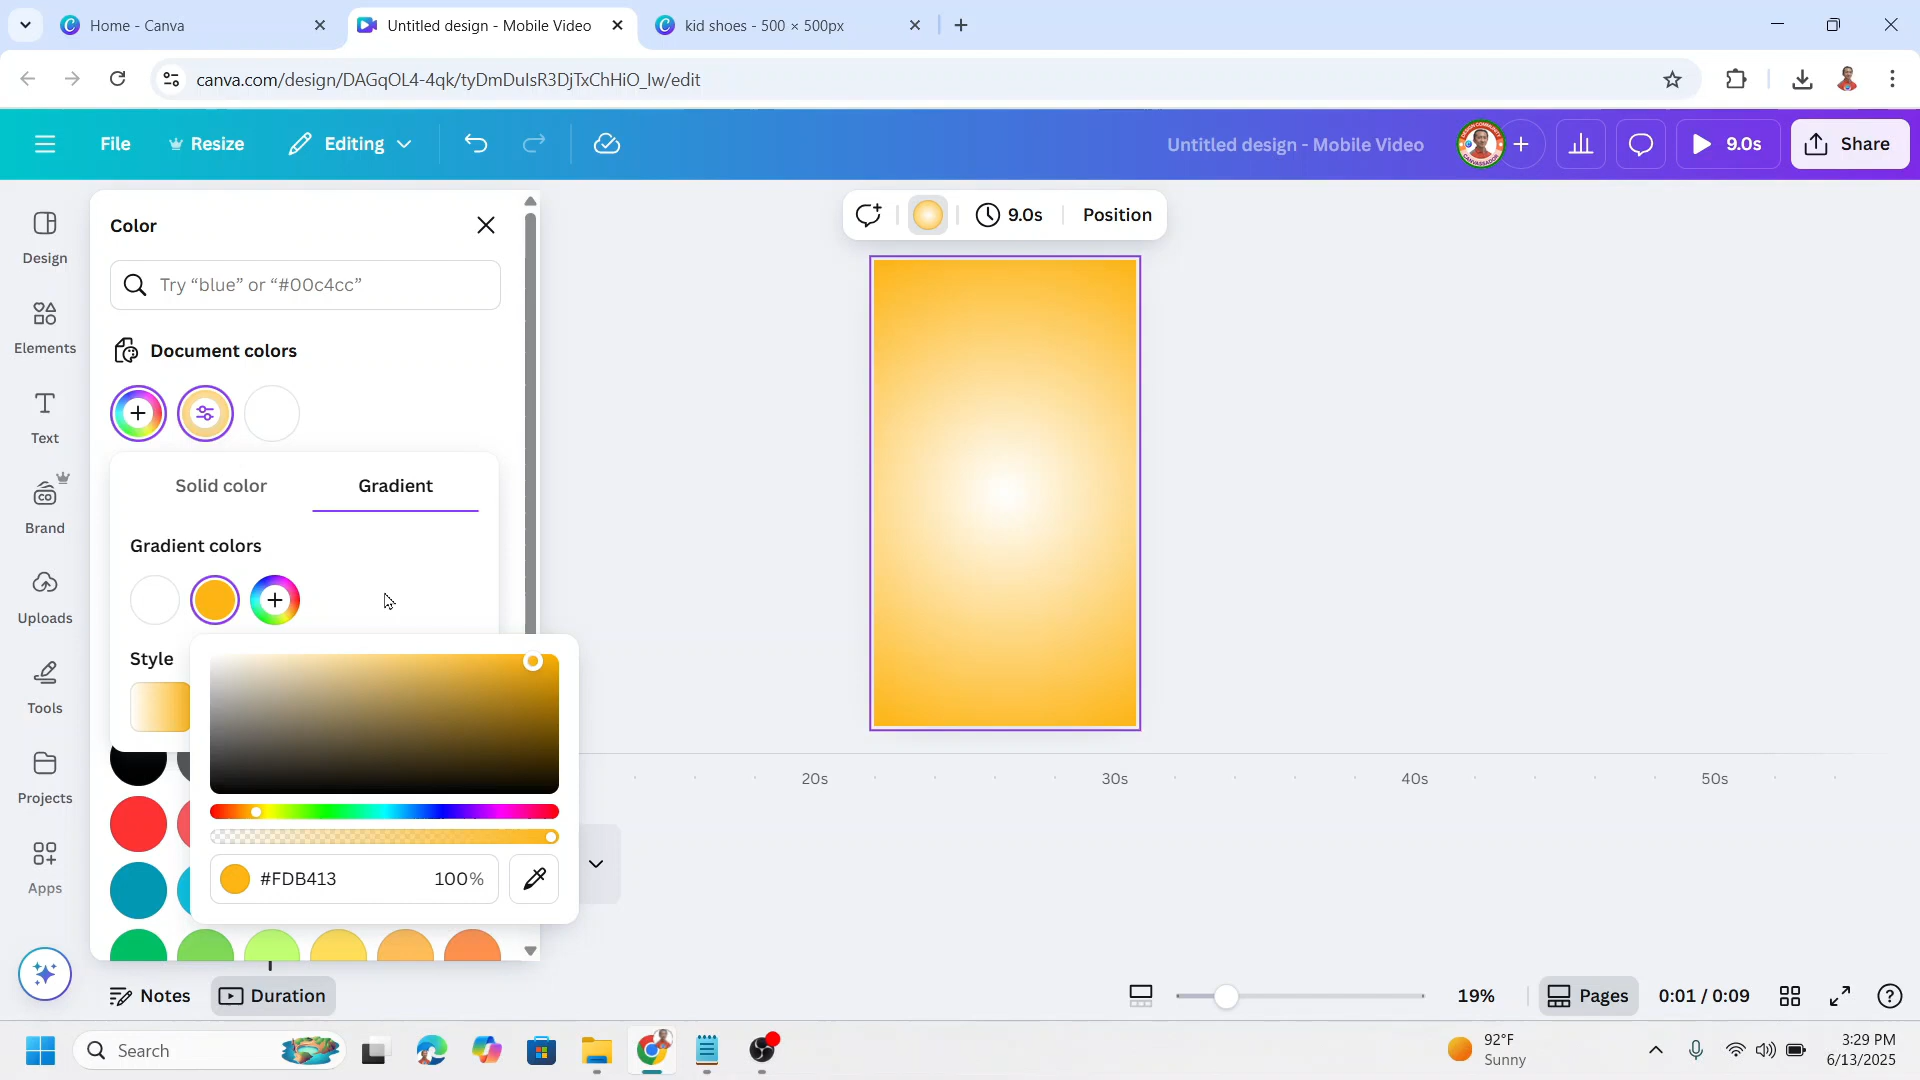 Home - Canva
Untitled design - Mobile Video
kid shoes - 500 × 500px
canva.com/design/DAGqOL4-4qk/tyDmDulsR3DjTxChHiO_Iw/edit
File
Resize
Editing
Untitled design - Mobile Video
9.0s
Share
Design
Elements
Text
Brand
Uploads
Tools
Projects
Apps
Color
Try “blue” or “#00c4cc”
Document colors
Solid color
Gradient
Gradient colors
Style
#FDB413
100%
9.0s
Position
20s
30s
40s
50s
Notes
Duration
19%
Pages
0:01 / 0:09
Search
92°F
Sunny
3:29 PM
6/13/2025